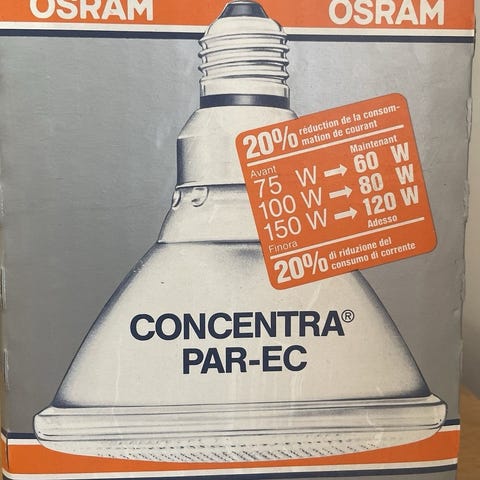 OSRAM OSRAM
20% réduction de la consom-
mation de courant
Avant Maintenant
75 W → 60 W
100 W → 80 W
150 W → 120 W
Finora Adesso
20% di riduzione del
consumo di corrente
CONCENTRA®
PAR-EC